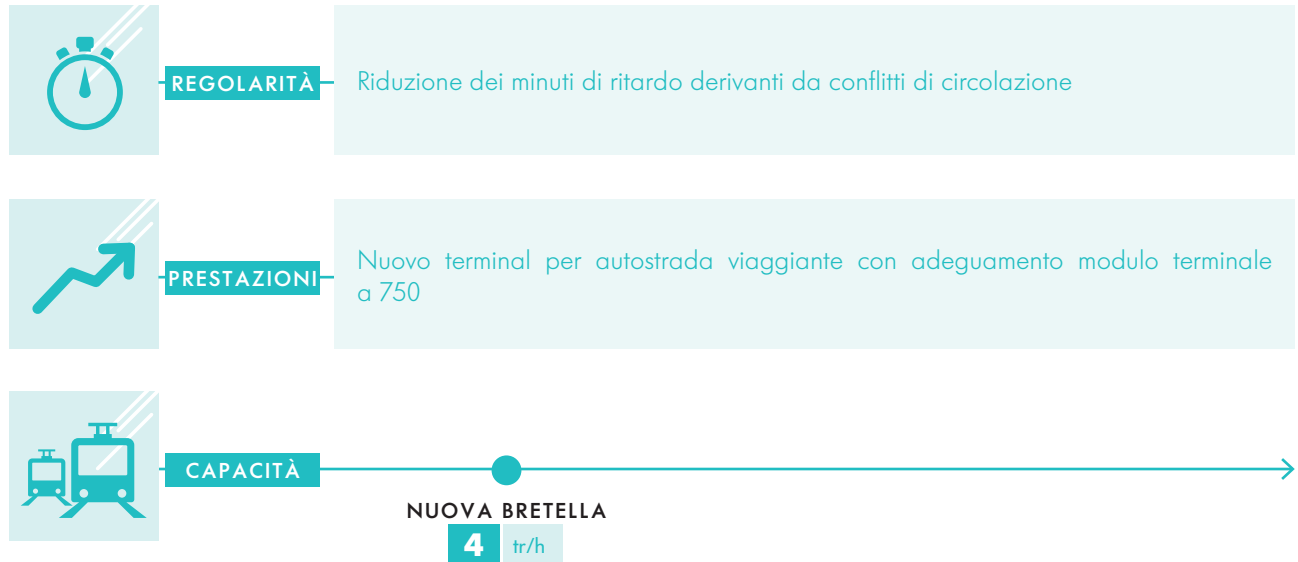 REGOLARITÀ
Riduzione dei minuti di ritardo derivanti da conflitti di circolazione
PRESTAZIONI
Nuovo terminal per autostrada viaggiante con adeguamento modulo terminale
a 750
CAPACITÀ
NUOVA BRETELLA
4 tr/h